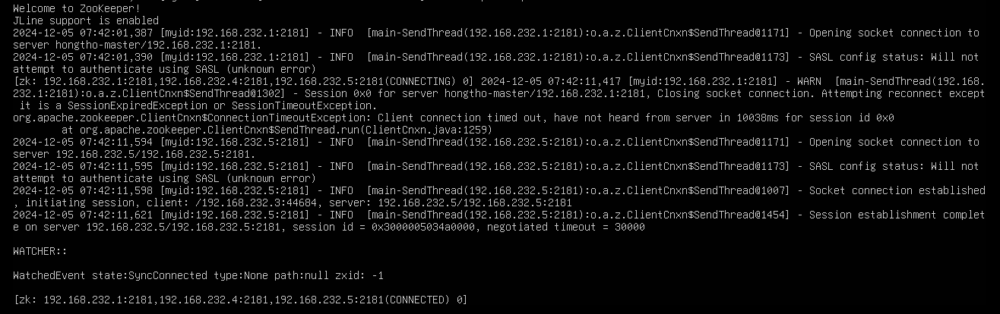 Welcome to ZooKeeper!
JLine support is enabled
2024-12-05 07:42:01,387 [myid:192.168.232.1:2181] - INFO  [main-SendThread(192.168.232.1:2181):o.a.z.ClientCnxn$SendThread@1171] - Opening socket connection to
server hongtho-master/192.168.232.1:2181.
2024-12-05 07:42:01,390 [myid:192.168.232.1:2181] - INFO  [main-SendThread(192.168.232.1:2181):o.a.z.ClientCnxn$SendThread@1173] - SASL config status: Will not
attempt to authenticate using SASL (unknown error)
[zk: 192.168.232.1:2181,192.168.232.4:2181,192.168.232.5:2181(CONNECTING) 0] 2024-12-05 07:42:11,417 [myid:192.168.232.1:2181] - WARN  [main-SendThread(192.168.
232.1:2181):o.a.z.ClientCnxn$SendThread@1302] - Session 0x0 for server hongtho-master/192.168.232.1:2181, Closing socket connection. Attempting reconnect except
 it is a SessionExpiredException or SessionTimeoutException.
org.apache.zookeeper.ClientCnxn$ConnectionTimeoutException: Client connection timed out, have not heard from server in 10038ms for session id 0x0
        at org.apache.zookeeper.ClientCnxn$SendThread.run(ClientCnxn.java:1259)
2024-12-05 07:42:11,594 [myid:192.168.232.5:2181] - INFO  [main-SendThread(192.168.232.5:2181):o.a.z.ClientCnxn$SendThread@1171] - Opening socket connection to
server 192.168.232.5/192.168.232.5:2181.
2024-12-05 07:42:11,595 [myid:192.168.232.5:2181] - INFO  [main-SendThread(192.168.232.5:2181):o.a.z.ClientCnxn$SendThread@1173] - SASL config status: Will not
attempt to authenticate using SASL (unknown error)
2024-12-05 07:42:11,598 [myid:192.168.232.5:2181] - INFO  [main-SendThread(192.168.232.5:2181):o.a.z.ClientCnxn$SendThread@1007] - Socket connection established
, initiating session, client: /192.168.232.3:44684, server: 192.168.232.5/192.168.232.5:2181
2024-12-05 07:42:11,621 [myid:192.168.232.5:2181] - INFO  [main-SendThread(192.168.232.5:2181):o.a.z.ClientCnxn$SendThread@1454] - Session establishment complet
e on server 192.168.232.5/192.168.232.5:2181, session id = 0x3000005034a0000, negotiated timeout = 30000
WATCHER::
WatchedEvent state:SyncConnected type:None path:null zxid: -1
[zk: 192.168.232.1:2181,192.168.232.4:2181,192.168.232.5:2181(CONNECTED) 0]